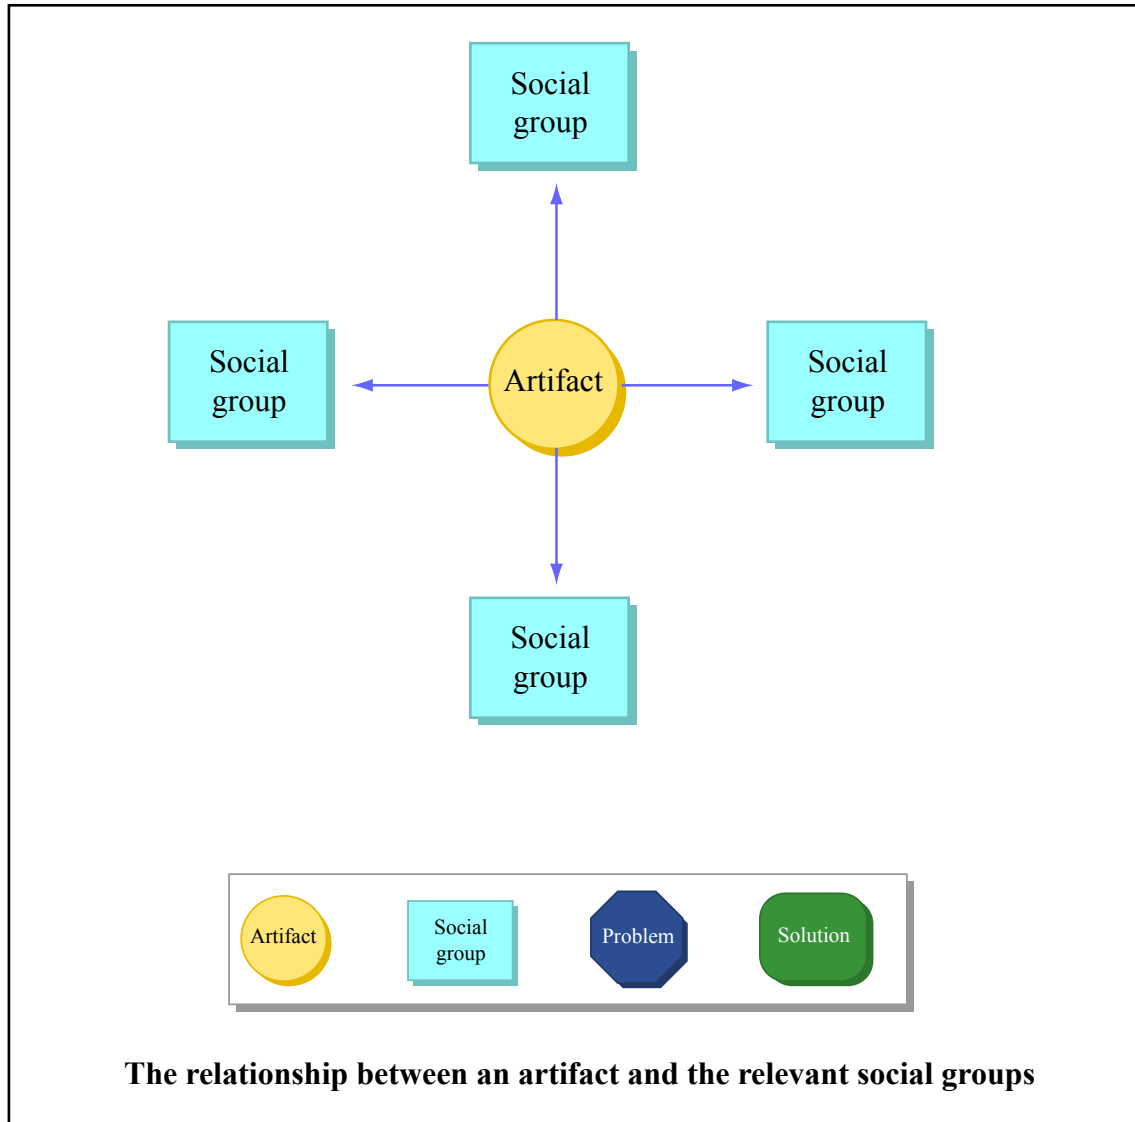 Social
group
Social
group
Artifact
Social
group
Social
group
Artifact
Social
group
Problem
Solution
The relationship between an artifact and the relevant social groups